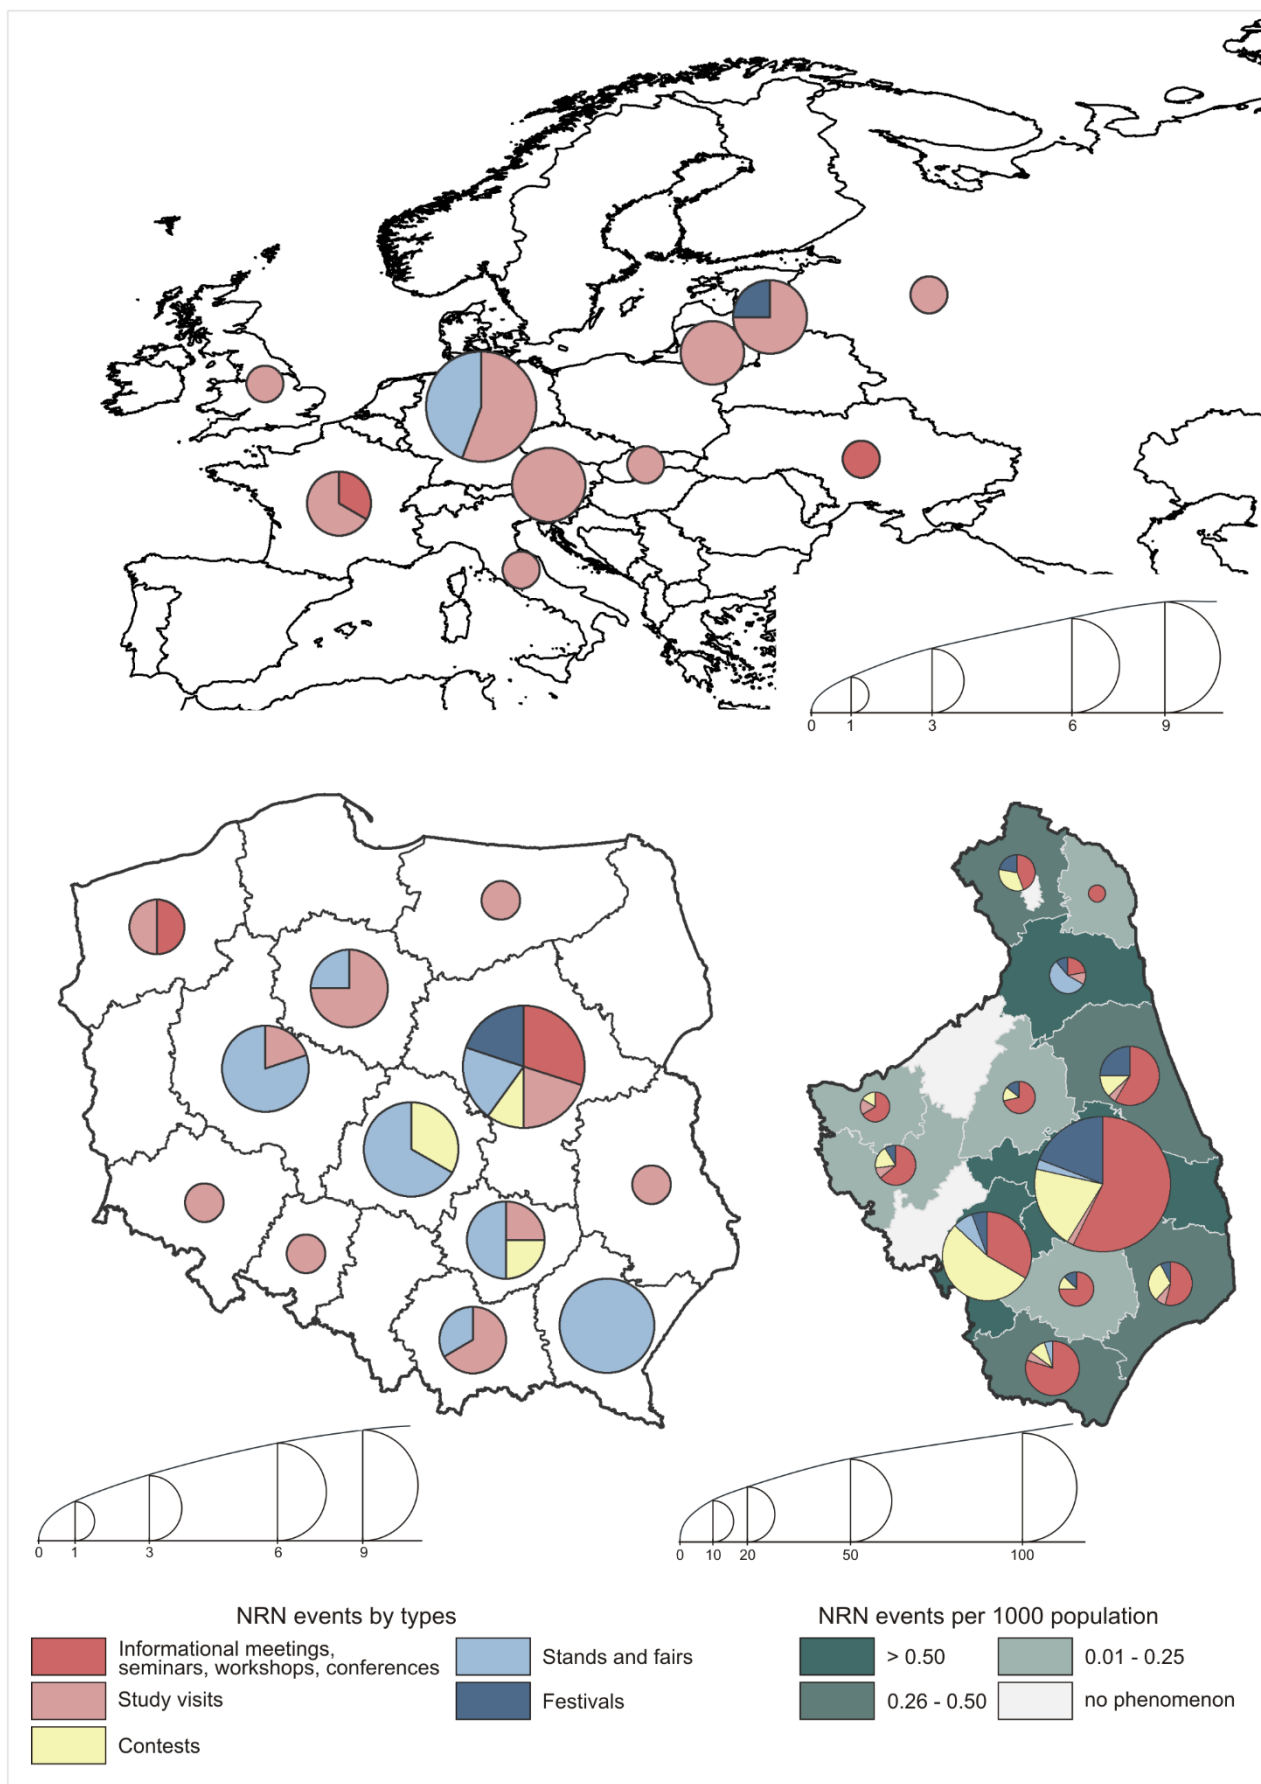 0 1 3 6 9
0 1 3 6 9
0 10 20 50 100
NRN events by types
Informational meetings,
seminars, workshops, conferences
Study visits
Contests
Stands and fairs
Festivals
NRN events per 1000 population
> 0.50
0.26 - 0.50
0.01 - 0.25
no phenomenon